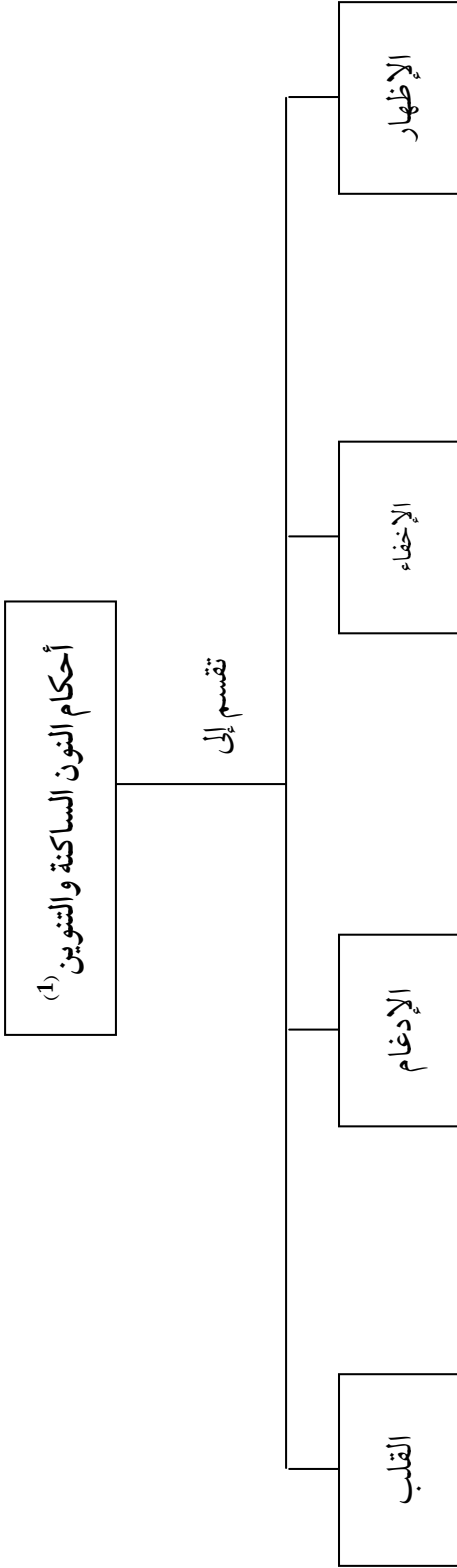 أحكام النون الساكنة والتنوين (1)
تقسم إلى
الإظهار
الإخفاء
الإدغام
القلب